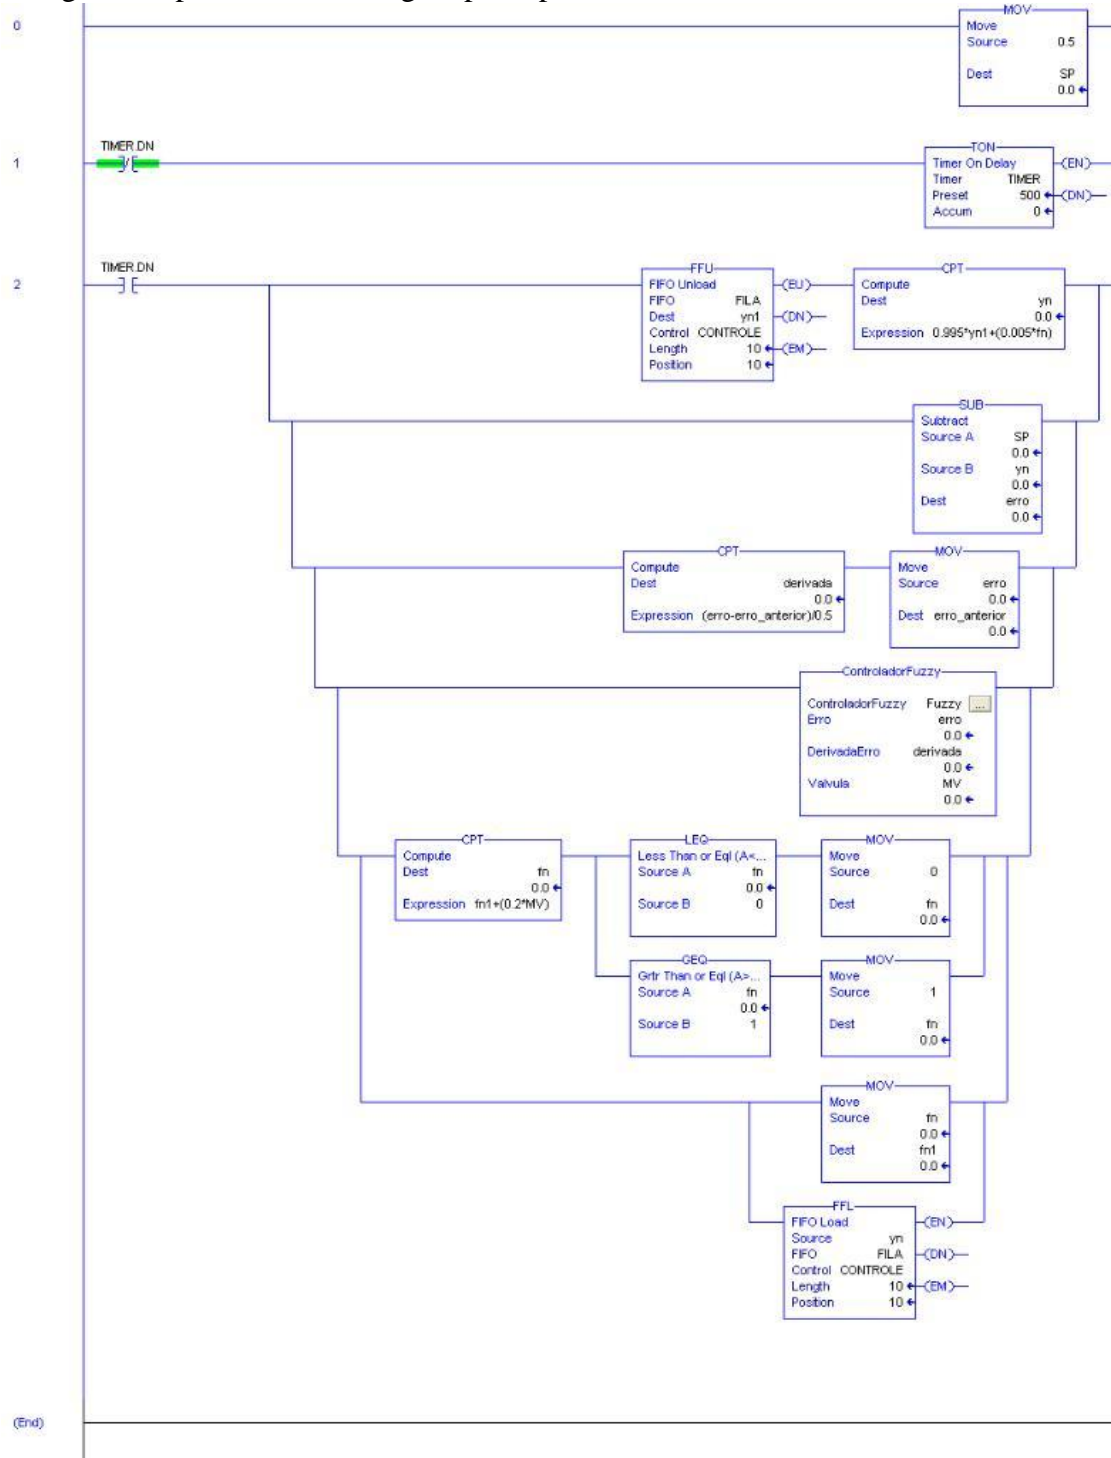 0
MOV
Move
Source 0.5
Dest SP
0.0
1
TIMER.DN
TON
Timer On Delay
Timer TIMER
Preset 500
Accum 0
(EN)
(DN)
2
TIMER.DN
FFU
FIFO Unload
FIFO FILA
Dest yn1
Control CONTROLE
Length 10
Position 10
(EU)
(DN)
(EM)
CPT
Compute
Dest yn
0.0
Expression 0.995*yn1+(0.005*fn)
SUB
Subtract
Source A SP
0.0
Source B yn
0.0
Dest erro
0.0
CPT
Compute
Dest derivada
0.0
Expression (erro-erro_anterior)/0.5
MOV
Move
Source erro
0.0
Dest erro_anterior
0.0
ControladorFuzzy
ControladorFuzzy Fuzzy ...
Erro erro
0.0
DerivadaErro derivada
0.0
Valvula MV
0.0
CPT
Compute
Dest fn
0.0
Expression fn1+(0.2*MV)
LEQ
Less Than or Eql (A<...
Source A fn
0.0
Source B 0
MOV
Move
Source 0
Dest fn
0.0
GEQ
Grtr Than or Eql (A>...
Source A fn
0.0
Source B 1
MOV
Move
Source 1
Dest fn
0.0
MOV
Move
Source fn
0.0
Dest fn1
0.0
FFL
FIFO Load
Source yn
FIFO FILA
Control CONTROLE
Length 10
Position 10
(EN)
(DN)
(EM)
(End)